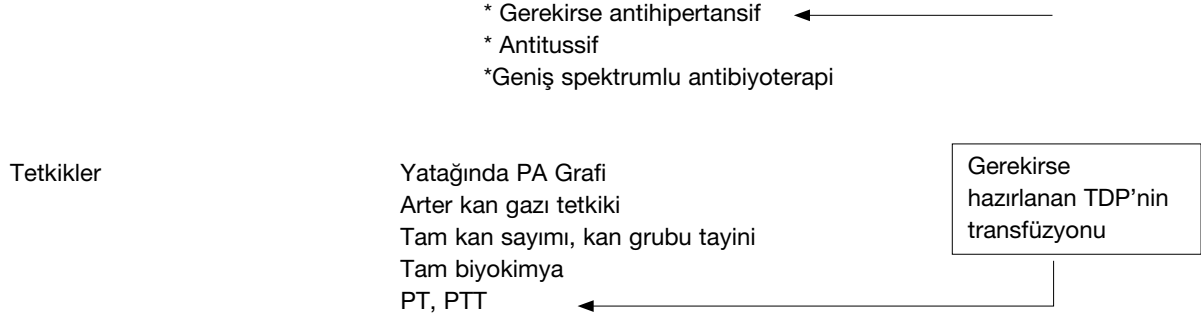 * Gerekirse antihipertansif
* Antitussif
*Geniş spektrumlu antibiyoterapi
Tetkikler
Yatağında PA Grafi
Arter kan gazı tetkiki
Tam kan sayımı, kan grubu tayini
Tam biyokimya
PT, PTT
Gerekirse
hazırlanan TDP’nin
transfüzyonu